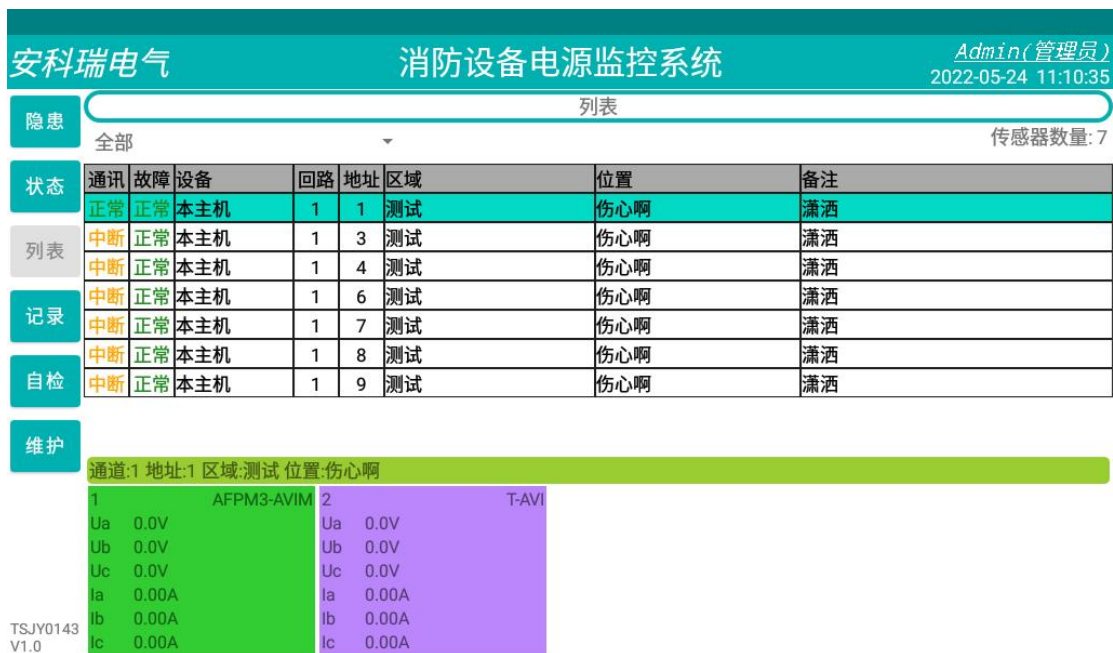 安科瑞电气 消防设备电源监控系统 Admin(管理员)
2022-05-24 11:10:35
隐患
状态
列表
记录
自检
维护
TSJY0143
V1.0
列表
全部 传感器数量:7
通讯 故障 设备 回路 地址 区域 位置 备注
正常 正常 本主机 1 1 测试 伤心啊 潇洒
中断 正常 本主机 1 3 测试 伤心啊 潇洒
中断 正常 本主机 1 4 测试 伤心啊 潇洒
中断 正常 本主机 1 6 测试 伤心啊 潇洒
中断 正常 本主机 1 7 测试 伤心啊 潇洒
中断 正常 本主机 1 8 测试 伤心啊 潇洒
中断 正常 本主机 1 9 测试 伤心啊 潇洒
通道:1 地址:1 区域:测试 位置:伤心啊
1 AFPM3-AVIM
Ua 0.0V
Ub 0.0V
Uc 0.0V
Ia 0.00A
Ib 0.00A
Ic 0.00A
2 T-AVI
Ua 0.0V
Ub 0.0V
Uc 0.0V
Ia 0.00A
Ib 0.00A
Ic 0.00A